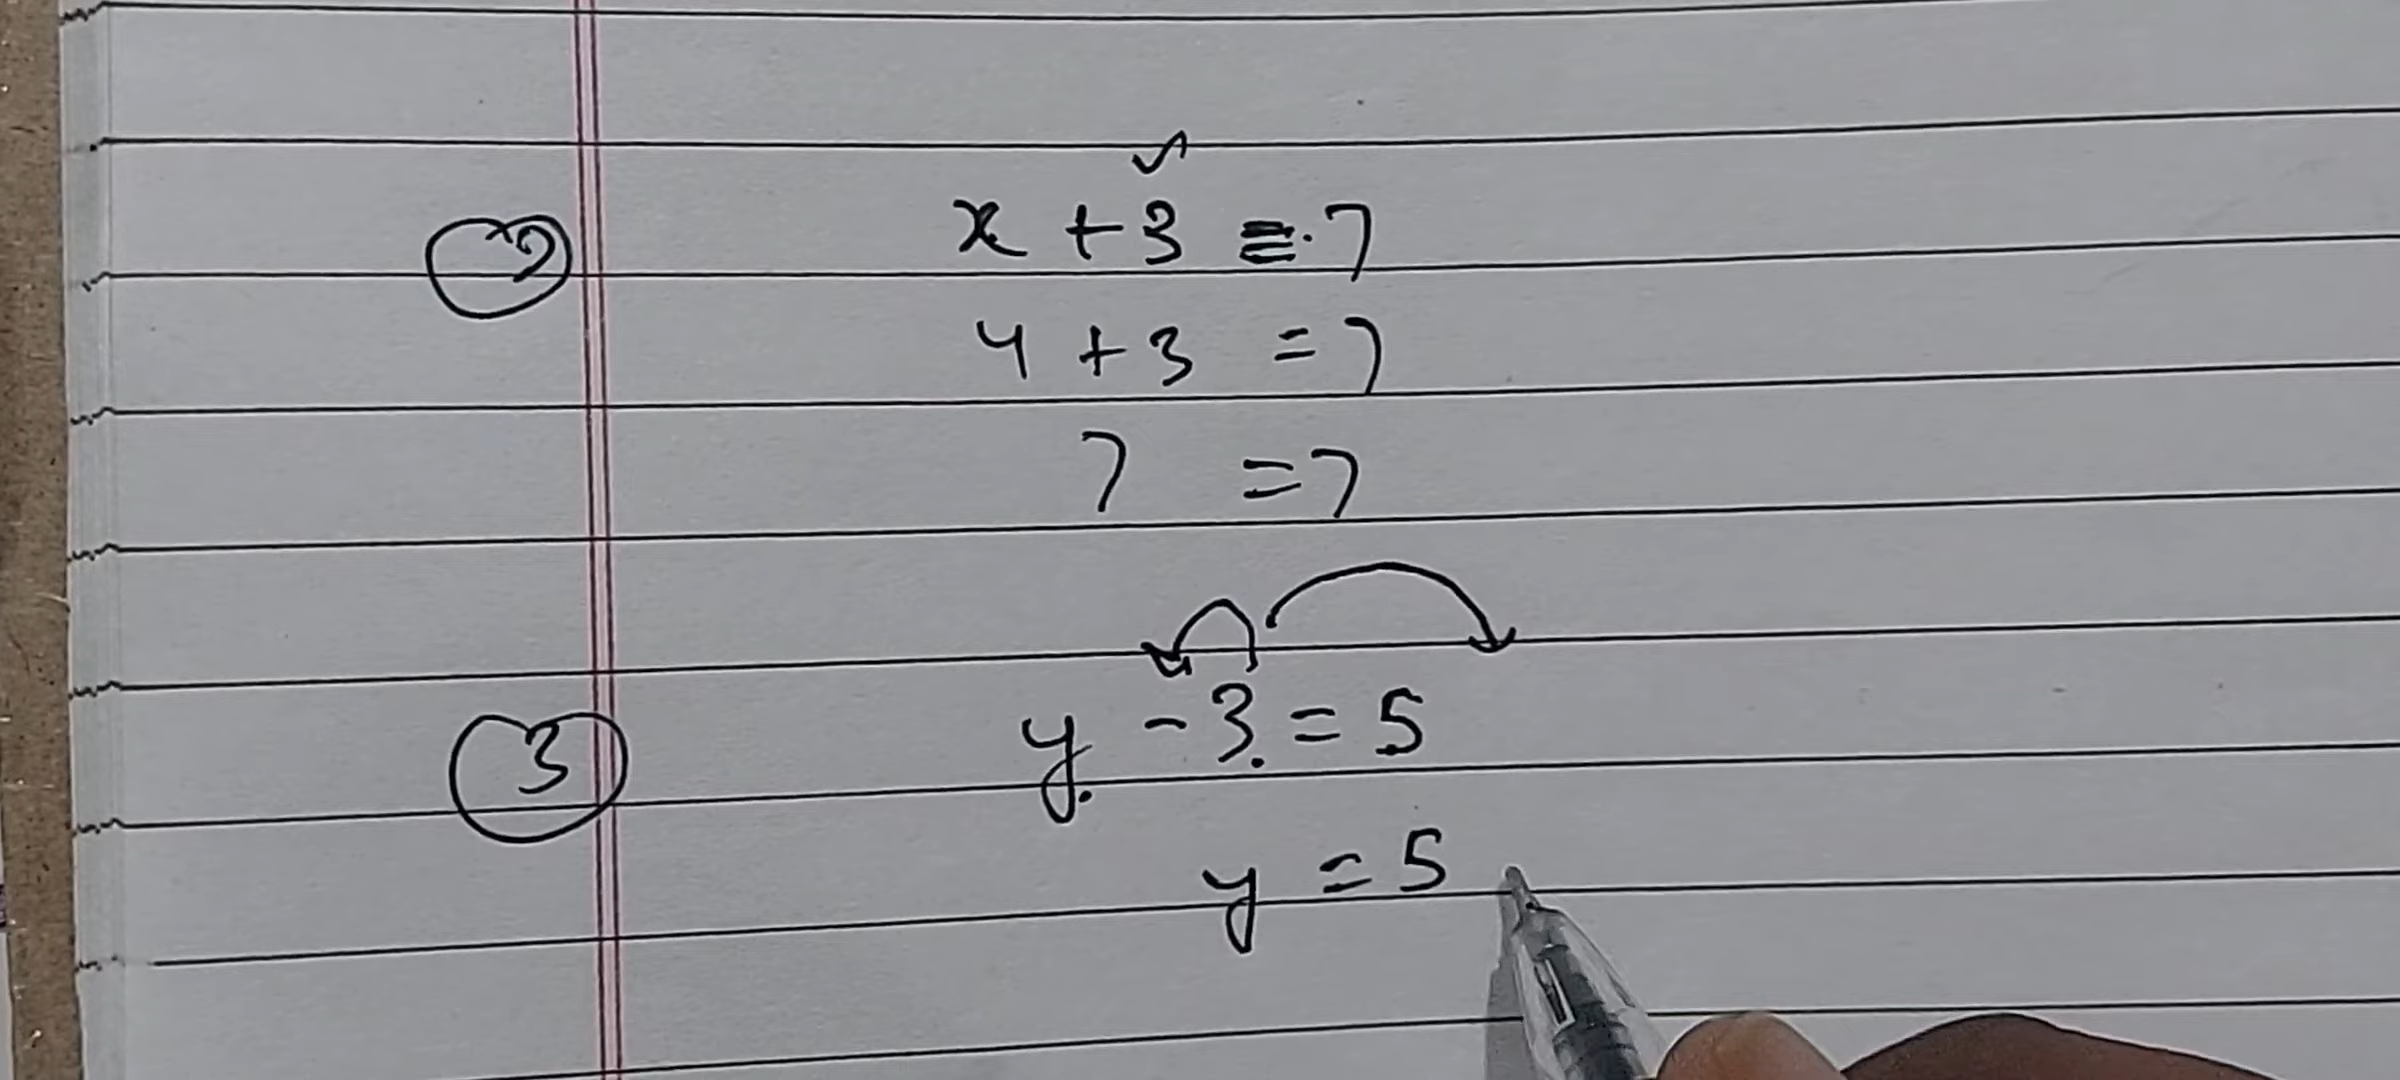 ② x + 3 = 7
4 + 3 = 7
7 = 7
③ y - 3 = 5
y = 5